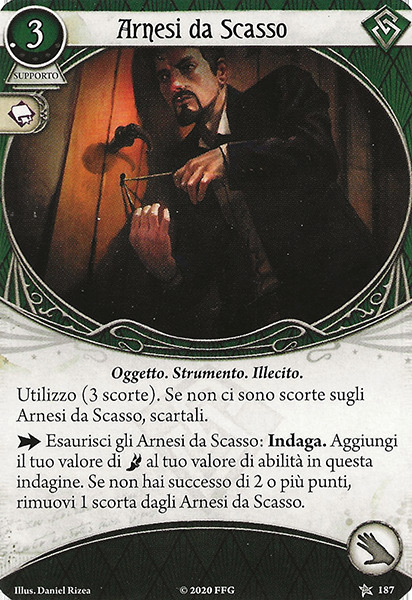 3
Arnesi da Scasso
SUPPORTO
Oggetto. Strumento. Illecito.
Utilizzo (3 scorte). Se non ci sono scorte sugli
Arnesi da Scasso, scartali.
Esaurisci gli Arnesi da Scasso: Indaga. Aggiungi
il tuo valore di al tuo valore di abilità in questa
indagine. Se non hai successo di 2 o più punti,
rimuovi 1 scorta dagli Arnesi da Scasso.
Illus. Daniel Rizea © 2020 FFG 187